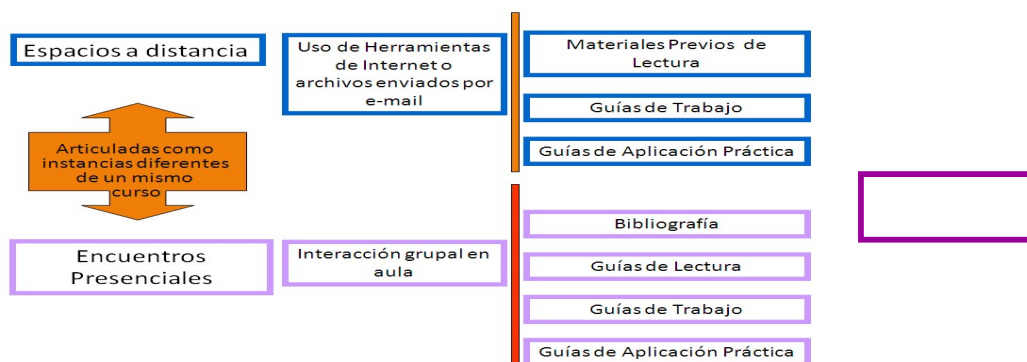 Espacios a distancia
Uso de Herramientas
de Internet o
archivos enviados por
e-mail
Materiales Previos de
Lectura
Guías de Trabajo
Guías de Aplicación Práctica
Articuladas como
instancias diferentes
de un mismo
curso
Encuentros
Presenciales
Interacción grupal en
aula
Bibliografía
Guías de Lectura
Guías de Trabajo
Guías de Aplicación Práctica